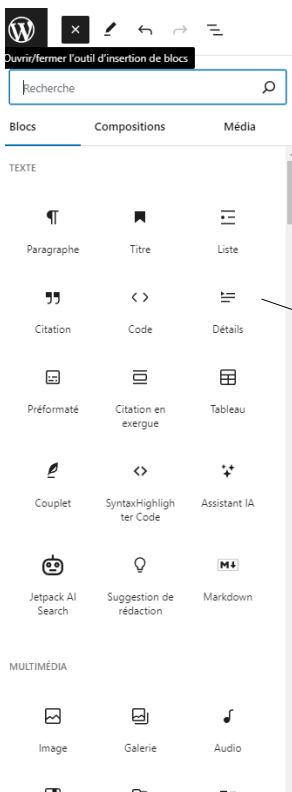 Ouvrir/fermer l'outil d'insertion de blocs
Recherche
Blocs Compositions Média
TEXTE
Paragraphe Titre Liste
Citation Code Détails
Préformaté Citation en Tableau
exergue
Couplet SyntaxHighligh Assistant IA
ter Code
M↓
Jetpack AI Suggestion de Markdown
Search rédaction
MULTIMÉDIA
Image Galerie Audio